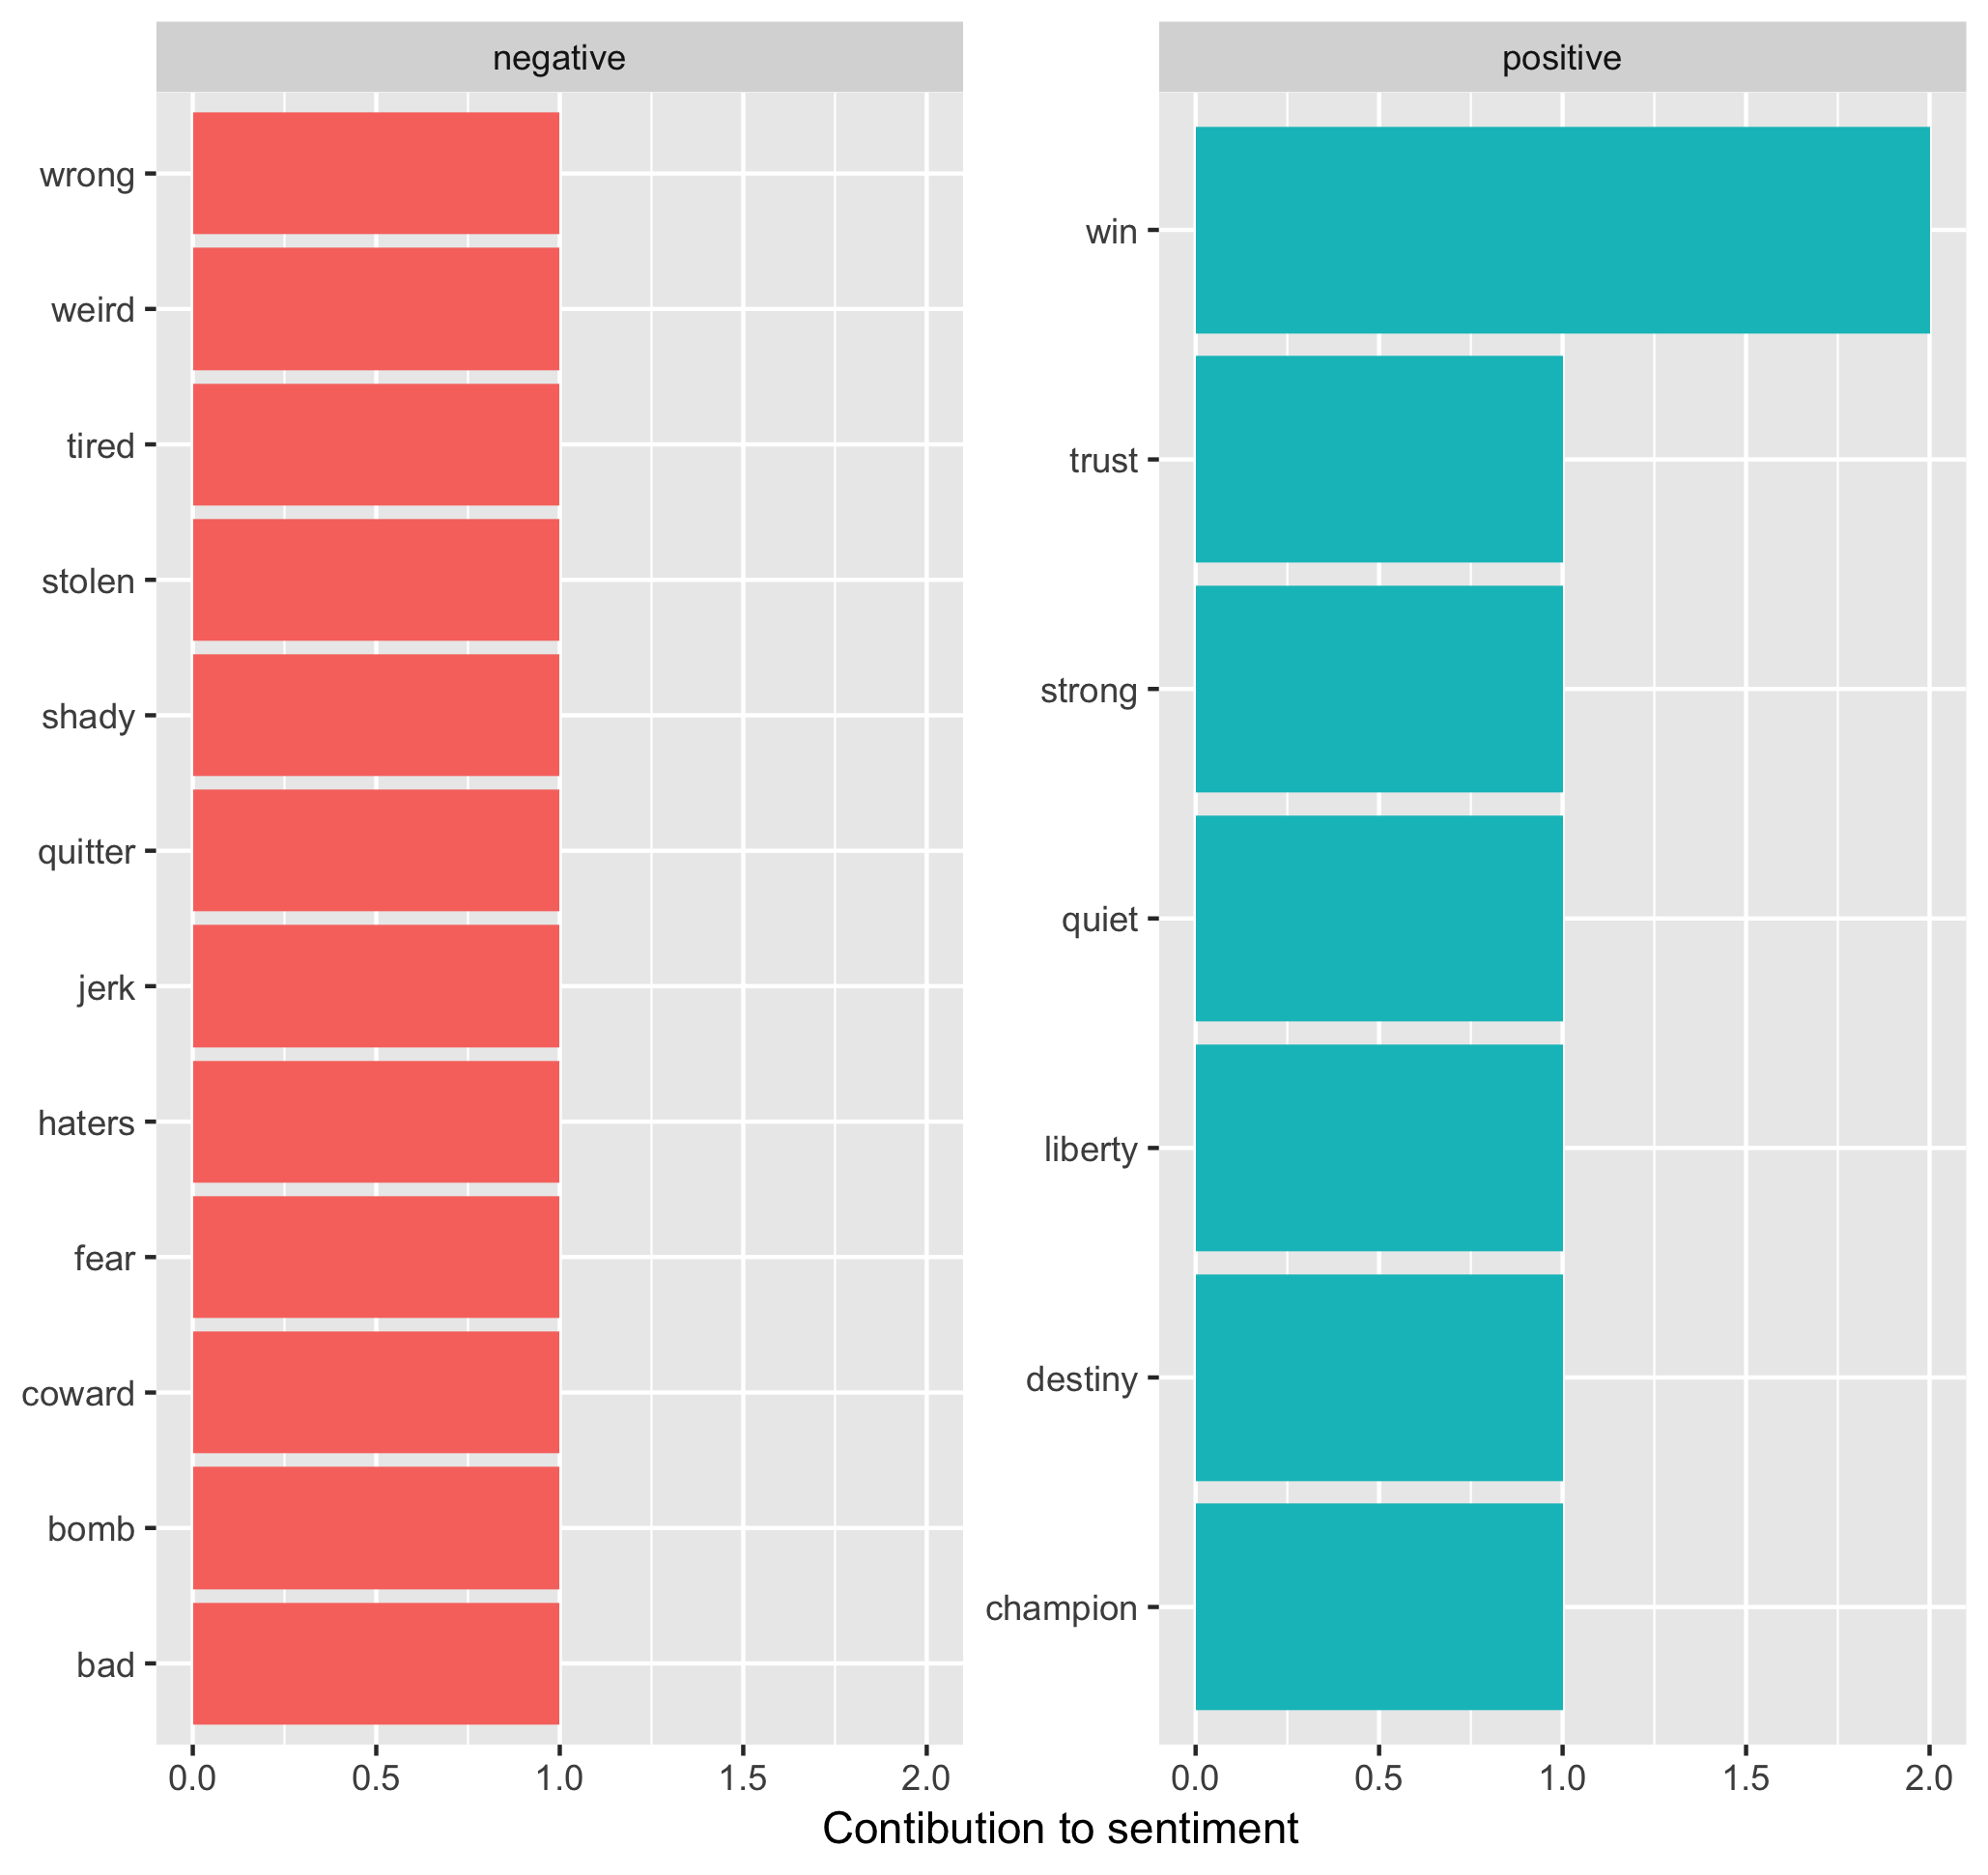 negative
wrong
weird
tired
stolen
shady
quitter
jerk
haters
fear
coward
bomb
bad
0.0 0.5 1.0 1.5 2.0
positive
win
trust
strong
quiet
liberty
destiny
champion
0.0 0.5 1.0 1.5 2.0
Contibution to sentiment